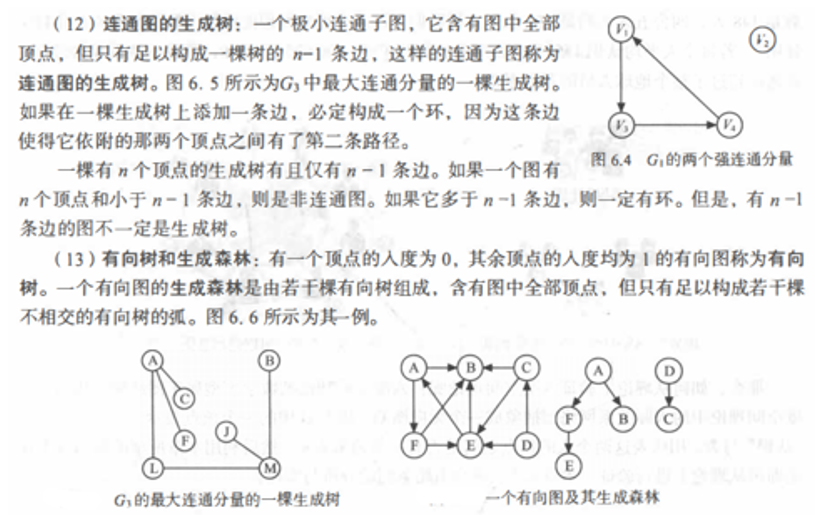 （12）连通图的生成树：一个极小连通子图，它含有图中全部
顶点，但只有足以构成一棵树的 n−1 条边，这样的连通子图称为
连通图的生成树。图6.5所示为G₃中最大连通分量的一棵生成树。
如果在一棵生成树上添加一条边，必定构成一个环，因为这条边
使得它依附的那两个顶点之间有了第二条路径。
V₁
V₂
V₃
V₄
图6.4 G₁的两个强连通分量
一棵有 n 个顶点的生成树有且仅有 n−1 条边。如果一个图有
n 个顶点和小于 n−1 条边，则是非连通图。如果它多于 n−1 条边，则一定有环。但是，有 n−1
条边的图不一定是生成树。
（13）有向树和生成森林：有一个顶点的入度为 0，其余顶点的入度均为 1 的有向图称为有向
树。一个有向图的生成森林是由若干棵有向树组成，含有图中全部顶点，但只有足以构成若干棵
不相交的有向树的弧。图6.6所示为其一例。
A B
C
F J
L M
G₃的最大连通分量的一棵生成树
A B C
F E D
A D
F B C
E
一个有向图及其生成森林